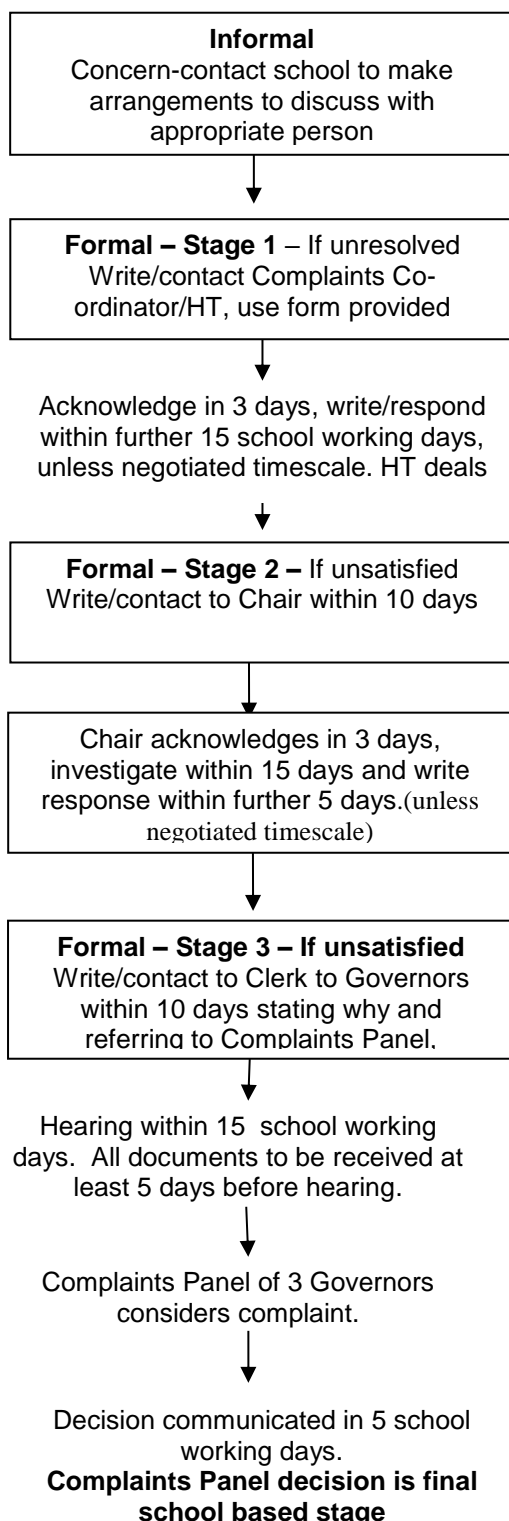 Informal
Concern-contact school to make
arrangements to discuss with
appropriate person
Formal – Stage 1 – If unresolved
Write/contact Complaints Co-
ordinator/HT, use form provided
Acknowledge in 3 days, write/respond
within further 15 school working days,
unless negotiated timescale. HT deals
Formal – Stage 2 – If unsatisfied
Write/contact to Chair within 10 days
Chair acknowledges in 3 days,
investigate within 15 days and write
response within further 5 days.(unless
negotiated timescale)
Formal – Stage 3 – If unsatisfied
Write/contact to Clerk to Governors
within 10 days stating why and
referring to Complaints Panel.
Hearing within 15 school working
days. All documents to be received at
least 5 days before hearing.
Complaints Panel of 3 Governors
considers complaint.
Decision communicated in 5 school
working days.
Complaints Panel decision is final
school based stage